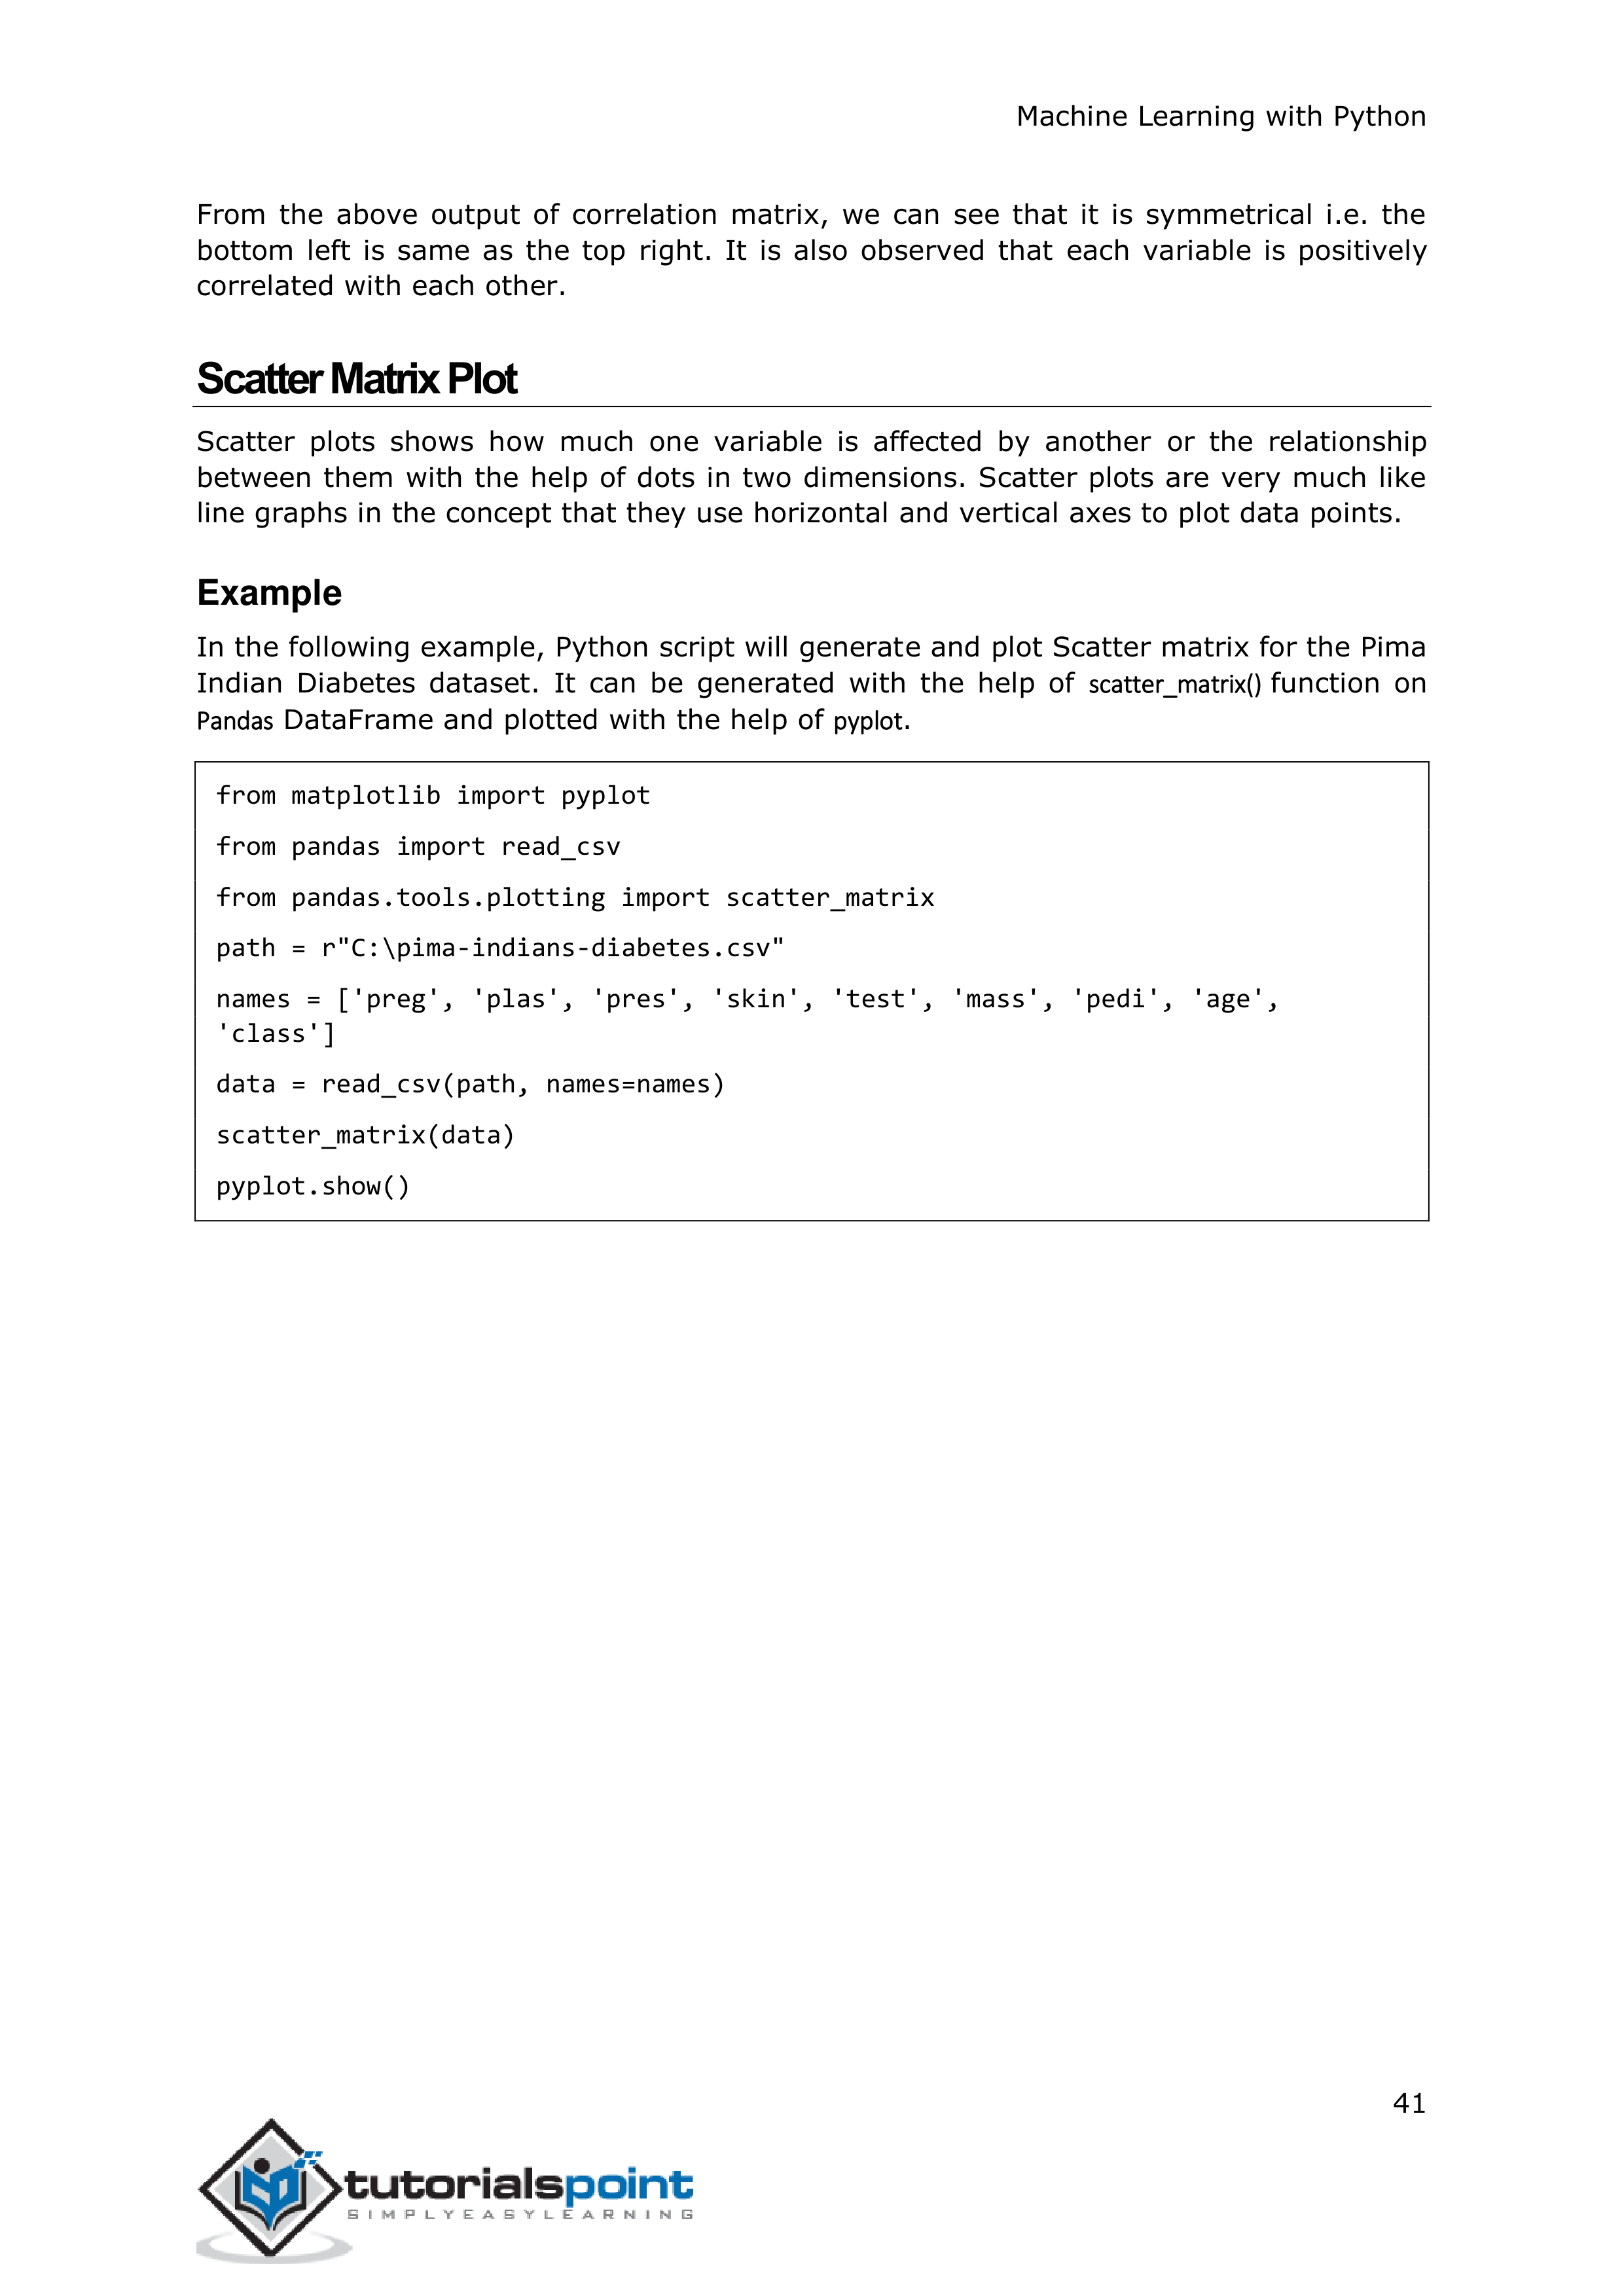 Machine Learning with Python
From the above output of correlation matrix, we can see that it is symmetrical i.e. the
bottom left is same as the top right. It is also observed that each variable is positively
correlated with each other.
Scatter Matrix Plot
Scatter plots shows how much one variable is affected by another or the relationship
between them with the help of dots in two dimensions. Scatter plots are very much like
line graphs in the concept that they use horizontal and vertical axes to plot data points.
Example
In the following example, Python script will generate and plot Scatter matrix for the Pima
Indian Diabetes dataset. It can be generated with the help of scatter_matrix() function on
Pandas DataFrame and plotted with the help of pyplot.
from matplotlib import pyplot
from pandas import read_csv
from pandas.tools.plotting import scatter_matrix
path = r"C:\pima-indians-diabetes.csv"
names = ['preg', 'plas', 'pres', 'skin', 'test', 'mass', 'pedi', 'age',
'class']
data = read_csv(path, names=names)
scatter_matrix(data)
pyplot.show()
41
tutorialspoint
SIMPLYEASYLEARNING